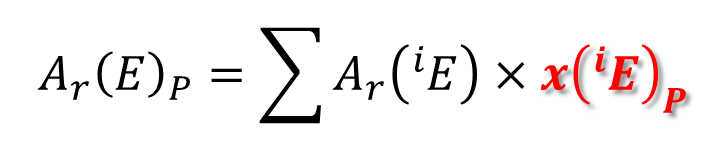 A_r(E)_P = ∑ A_r(^iE) × x(^iE)_P